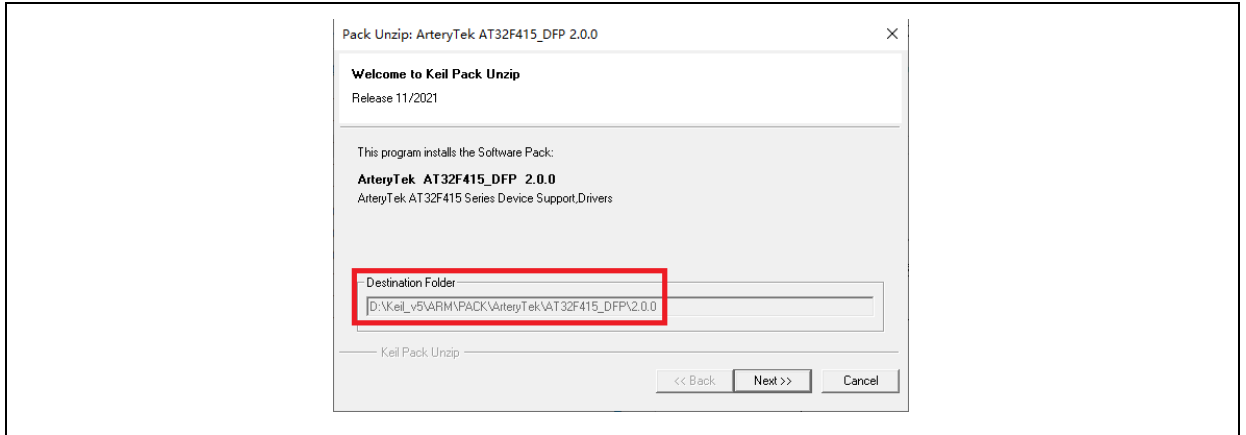 Pack Unzip: ArteryTek AT32F415_DFP 2.0.0
Welcome to Keil Pack Unzip
Release 11/2021
This program installs the Software Pack:
ArteryTek AT32F415_DFP 2.0.0
ArteryTek AT32F415 Series Device Support,Drivers
Destination Folder
D:\Keil_v5\ARM\PACK\ArteryTek\AT32F415_DFP\2.0.0
Keil Pack Unzip
<< Back Next >> Cancel